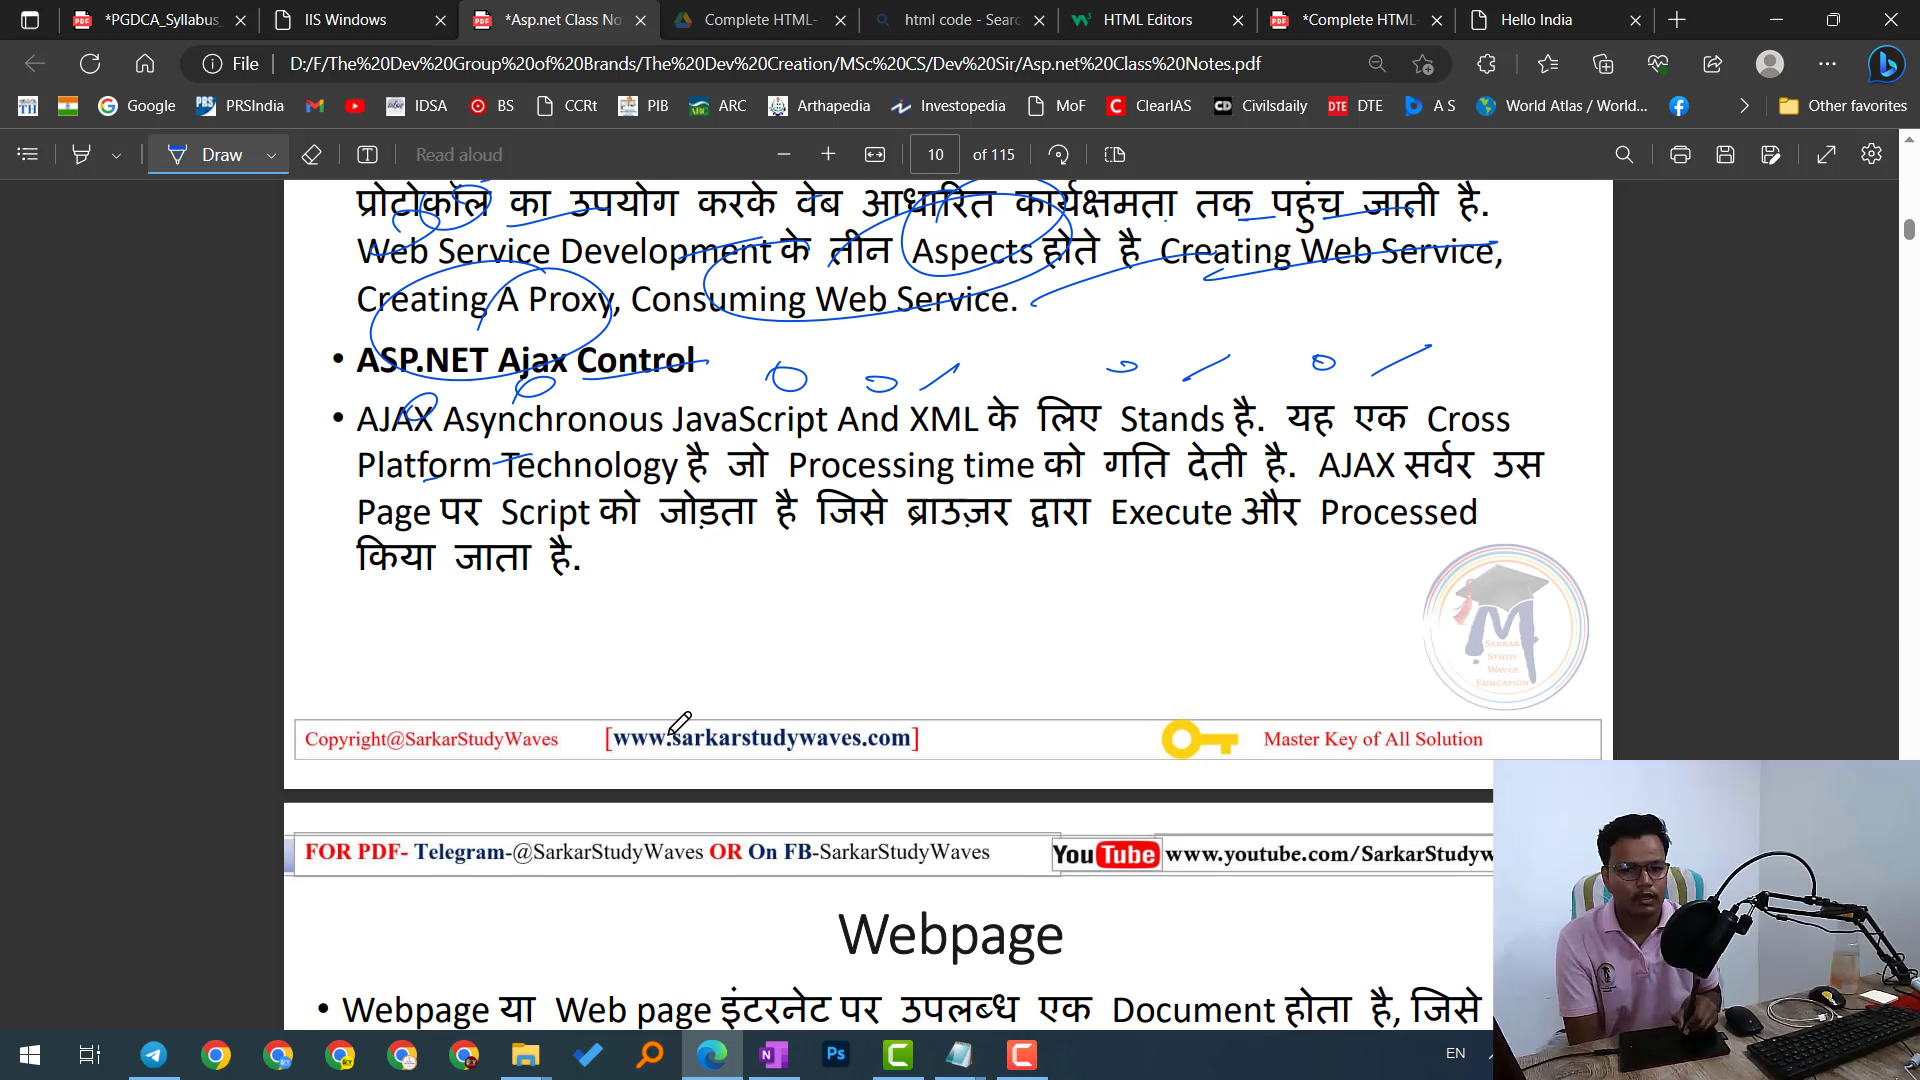 *PGDCA_Syllabus_
IIS Windows
*Asp.net Class No
Complete HTML-
html code - Searc
HTML Editors
*Complete HTML-
Hello India
File
D:/F/The%20Dev%20Group%20of%20Brands/The%20Dev%20Creation/MSc%20CS/Dev%20Sir/Asp.net%20Class%20Notes.pdf
Google
PRSIndia
IDSA
BS
CCRt
PIB
ARC
Arthapedia
Investopedia
MoF
ClearIAS
Civilsdaily
DTE
A S
World Atlas / World...
Other favorites
Draw
Read aloud
10
of 115
प्रोटोकॉल का उपयोग करके वेब आधारित कार्यक्षमता तक पहुंच जाती है.
Web Service Development के तीन Aspects होते है Creating Web Service,
Creating A Proxy, Consuming Web Service.
• ASP.NET Ajax Control
• AJAX Asynchronous JavaScript And XML के लिए Stands है. यह एक Cross
Platform Technology है जो Processing time को गति देती है. AJAX सर्वर उस
Page पर Script को जोड़ता है जिसे ब्राउज़र द्वारा Execute और Processed
किया जाता है.
SARKAR
STUDY
WAVES
EDUCATION
Copyright@SarkarStudyWaves
[www.sarkarstudywaves.com]
Master Key of All Solution
FOR PDF- Telegram-@SarkarStudyWaves OR On FB-SarkarStudyWaves
YouTube www.youtube.com/SarkarStudyw
Webpage
• Webpage या Web page इंटरनेट पर उपलब्ध एक Document होता है, जिसे
EN